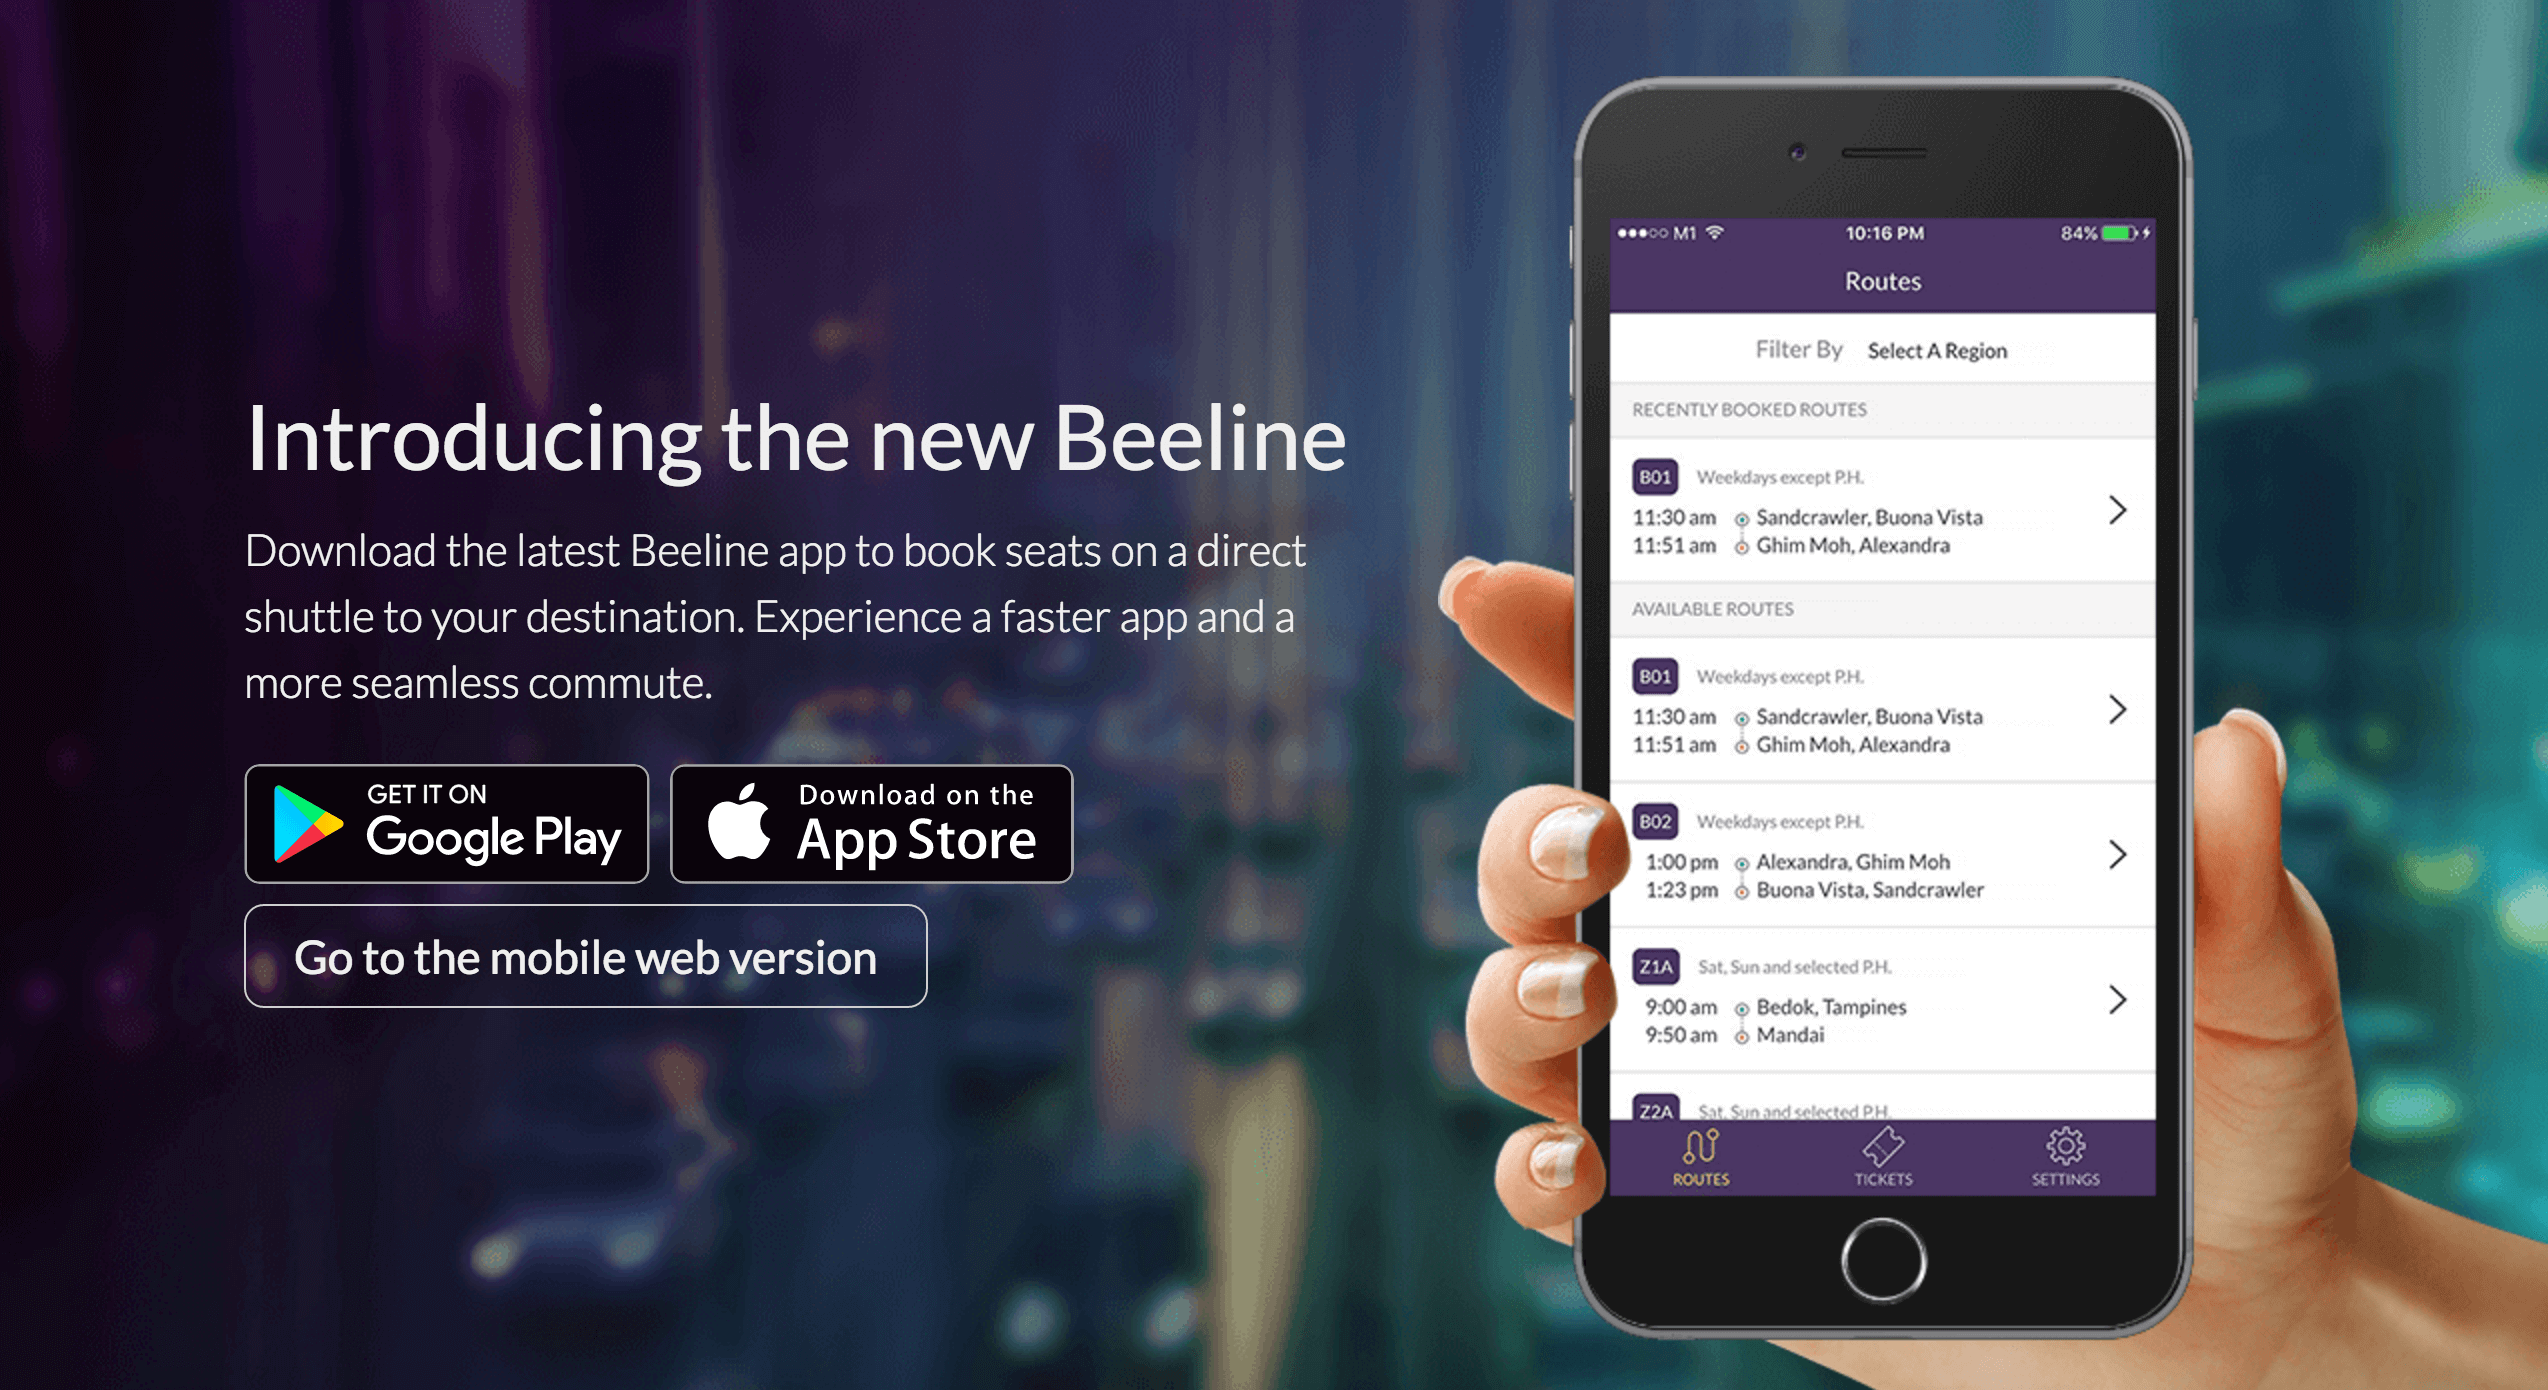 Introducing the new Beeline
Download the latest Beeline app to book seats on a direct
shuttle to your destination. Experience a faster app and a
more seamless commute.
GET IT ON
Google Play
Download on the
App Store
Go to the mobile web version
M1 10:16 PM 84%
Routes
Filter By Select A Region
RECENTLY BOOKED ROUTES
B01 Weekdays except P.H.
11:30 am Sandcrawler, Buona Vista
11:51 am Ghim Moh, Alexandra
AVAILABLE ROUTES
B01 Weekdays except P.H.
11:30 am Sandcrawler, Buona Vista
11:51 am Ghim Moh, Alexandra
B02 Weekdays except P.H.
1:00 pm Alexandra, Ghim Moh
1:23 pm Buona Vista, Sandcrawler
Z1A Sat, Sun and selected P.H.
9:00 am Bedok, Tampines
9:50 am Mandai
Z2A Sat, Sun and selected P.H.
ROUTES TICKETS SETTINGS